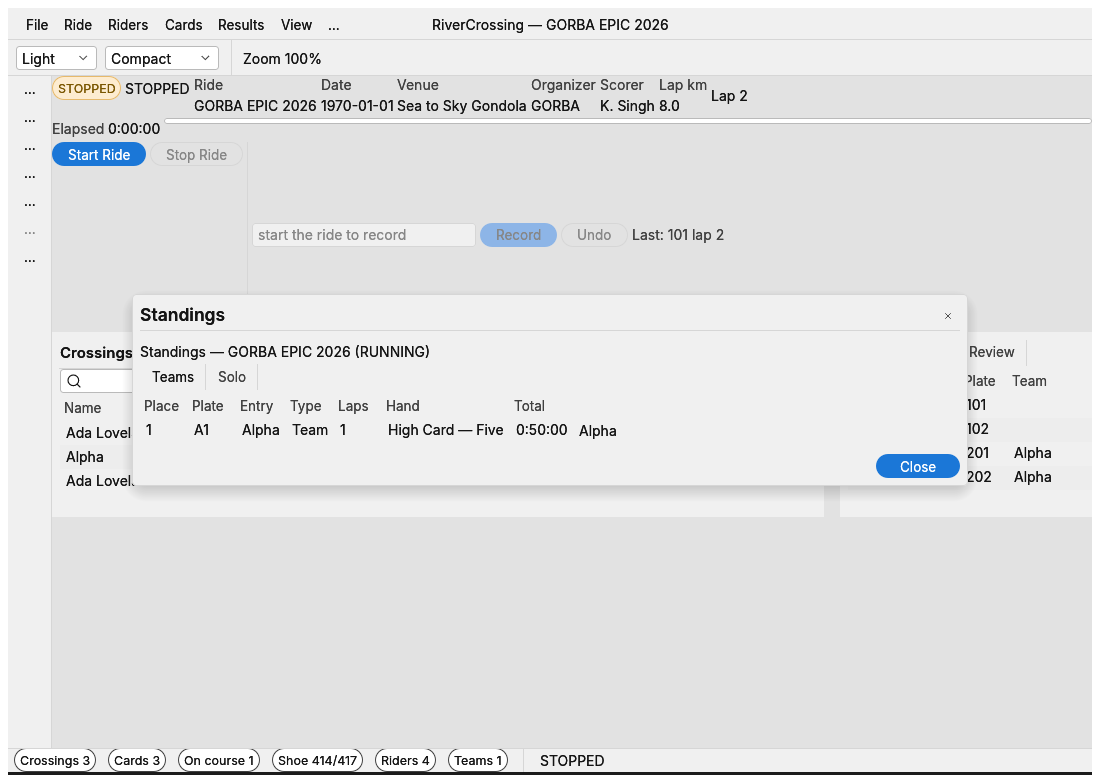 File Ride Riders Cards Results View ... RiverCrossing — GORBA EPIC 2026
Light Compact Zoom 100%
STOPPED STOPPED Ride Date Venue Organizer Scorer Lap km Lap 2
GORBA EPIC 2026 1970-01-01 Sea to Sky Gondola GORBA K. Singh 8.0
Elapsed 0:00:00
Start Ride Stop Ride
start the ride to record Record Undo Last: 101 lap 2
...
...
...
...
...
...
...
Standings ×
Standings — GORBA EPIC 2026 (RUNNING)
Teams Solo
Place Plate Entry Type Laps Hand Total
1 A1 Alpha Team 1 High Card — Five 0:50:00 Alpha
Close
Crossings
Name
Ada Lovel
Alpha
Ada Lovel.
Review
Plate Team
101
102
201 Alpha
202 Alpha
Crossings 3 Cards 3 On course 1 Shoe 414/417 Riders 4 Teams 1 STOPPED